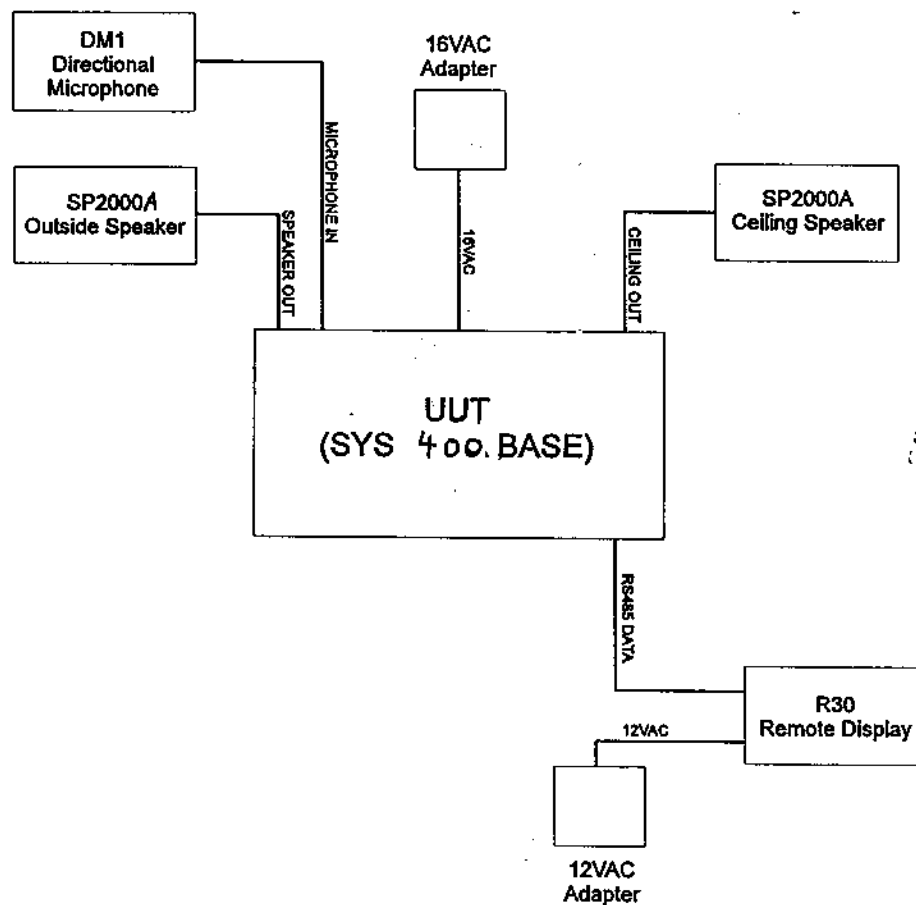 DM1
Directional
Microphone
16VAC
Adapter
SP2000A
Outside Speaker
SPEAKER OUT
MICROPHONE IN
16VAC
CEILING OUT
SP2000A
Ceiling Speaker
UUT
(SYS 400. BASE)
RS485 DATA
R30
Remote Display
12VAC
12VAC
Adapter